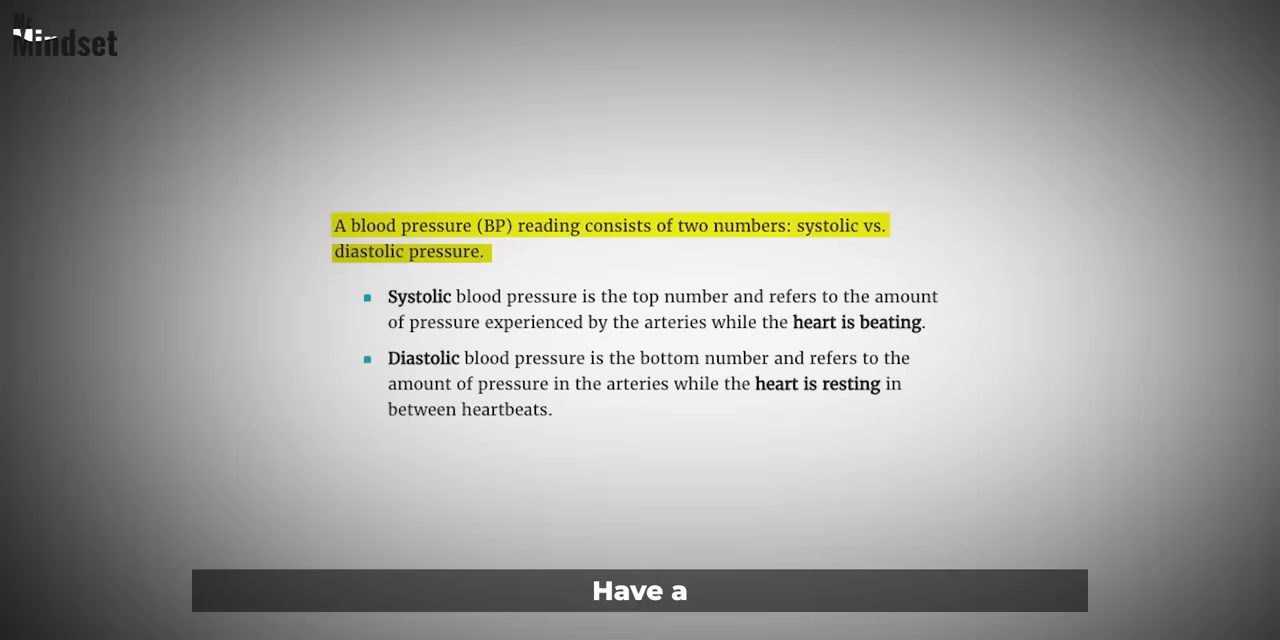 Mr
Mindset
A blood pressure (BP) reading consists of two numbers: systolic vs.
diastolic pressure.
Systolic blood pressure is the top number and refers to the amount
of pressure experienced by the arteries while the heart is beating.
Diastolic blood pressure is the bottom number and refers to the
amount of pressure in the arteries while the heart is resting in
between heartbeats.
Have a